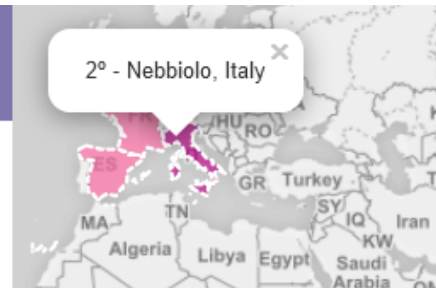 2º - Nebbiolo, Italy
×
FR
HU
RO
ES
GR
Turkey
TN
SY
IQ
Iran
MA
KW
Algeria
Libya
Egypt
Saudi
Arabia